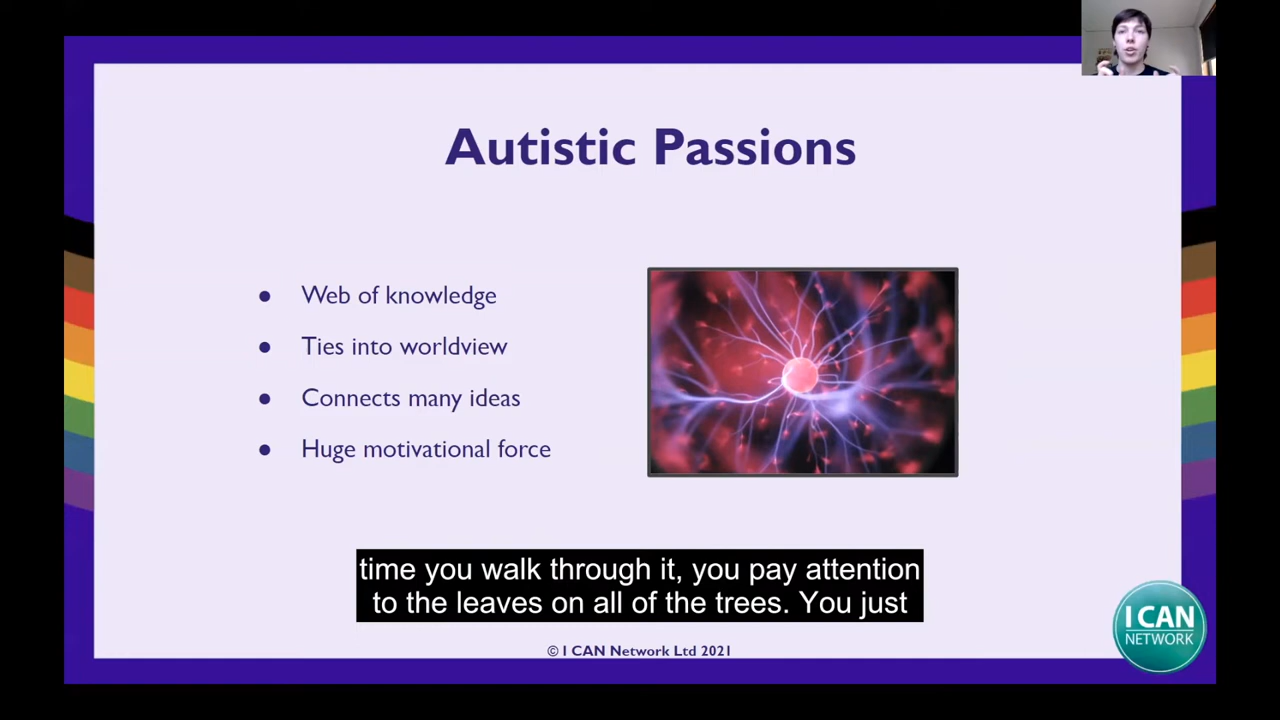 Autistic Passions
● Web of knowledge
● Ties into worldview
● Connects many ideas
● Huge motivational force
time you walk through it, you pay attention
to the leaves on all of the trees. You just
© I CAN Network Ltd 2021
I CAN
NETWORK